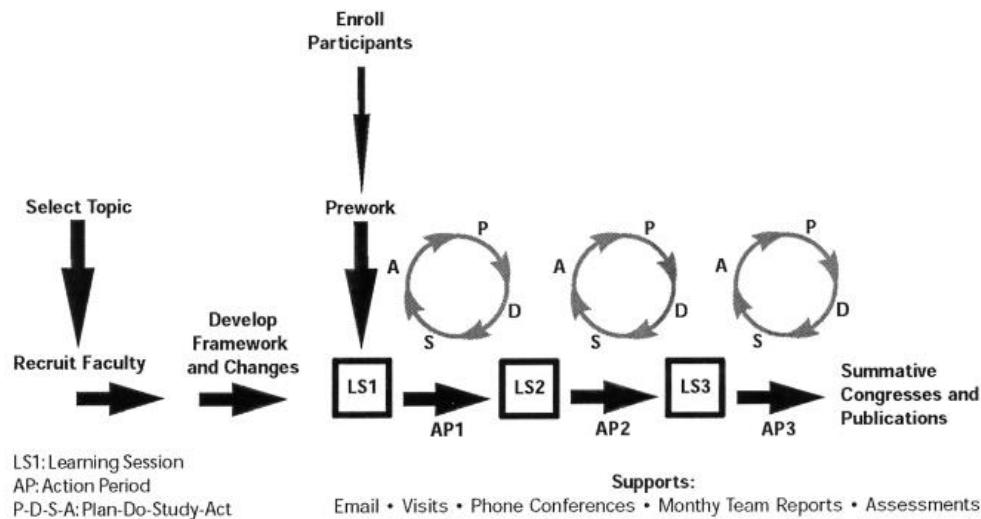 Enroll
Participants
Select Topic
Prework
P
A
D
S
P
A
D
S
P
A
D
S
Recruit Faculty
Develop
Framework
and Changes
LS1
LS2
LS3
AP1
AP2
AP3
Summative
Congresses and
Publications
LS1: Learning Session
AP: Action Period
P-D-S-A: Plan-Do-Study-Act
Supports:
Email • Visits • Phone Conferences • Monthy Team Reports • Assessments